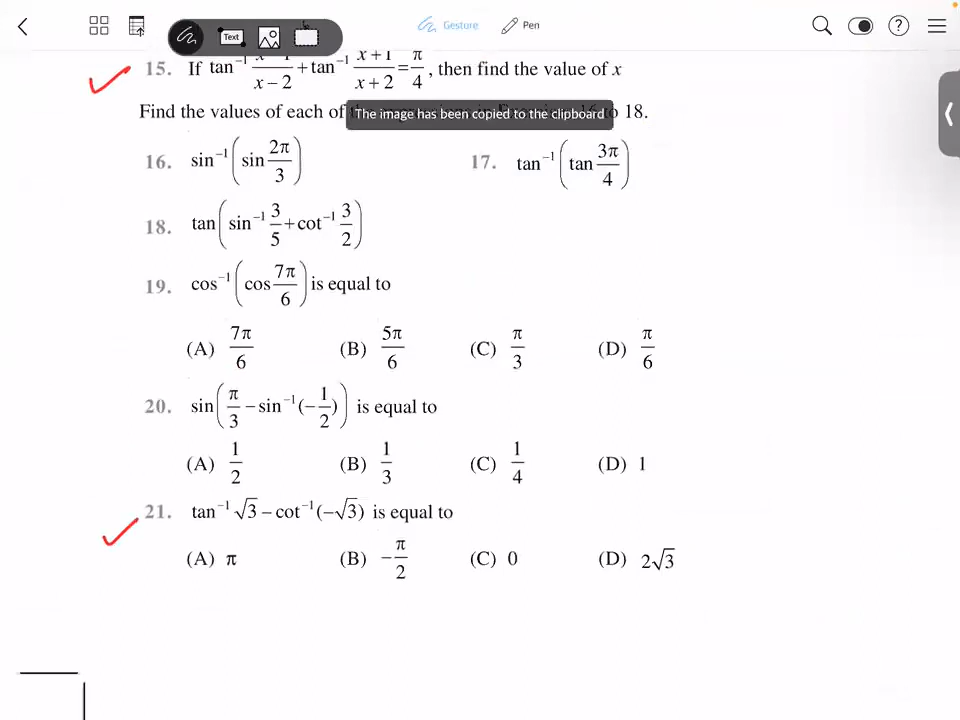 Text Gesture Pen
15. If tan⁻¹ (x − 1)/(x − 2) + tan⁻¹ (x + 1)/(x + 2) = π/4, then find the value of x
Find the values of each of 18.
The image has been copied to the clipboard
16. sin⁻¹(sin 2π/3) 17. tan⁻¹(tan 3π/4)
18. tan(sin⁻¹ 3/5 + cot⁻¹ 3/2)
19. cos⁻¹(cos 7π/6) is equal to
(A) 7π/6 (B) 5π/6 (C) π/3 (D) π/6
20. sin(π/3 − sin⁻¹(−1/2)) is equal to
(A) 1/2 (B) 1/3 (C) 1/4 (D) 1
21. tan⁻¹ √3 − cot⁻¹(−√3) is equal to
(A) π (B) −π/2 (C) 0 (D) 2√3